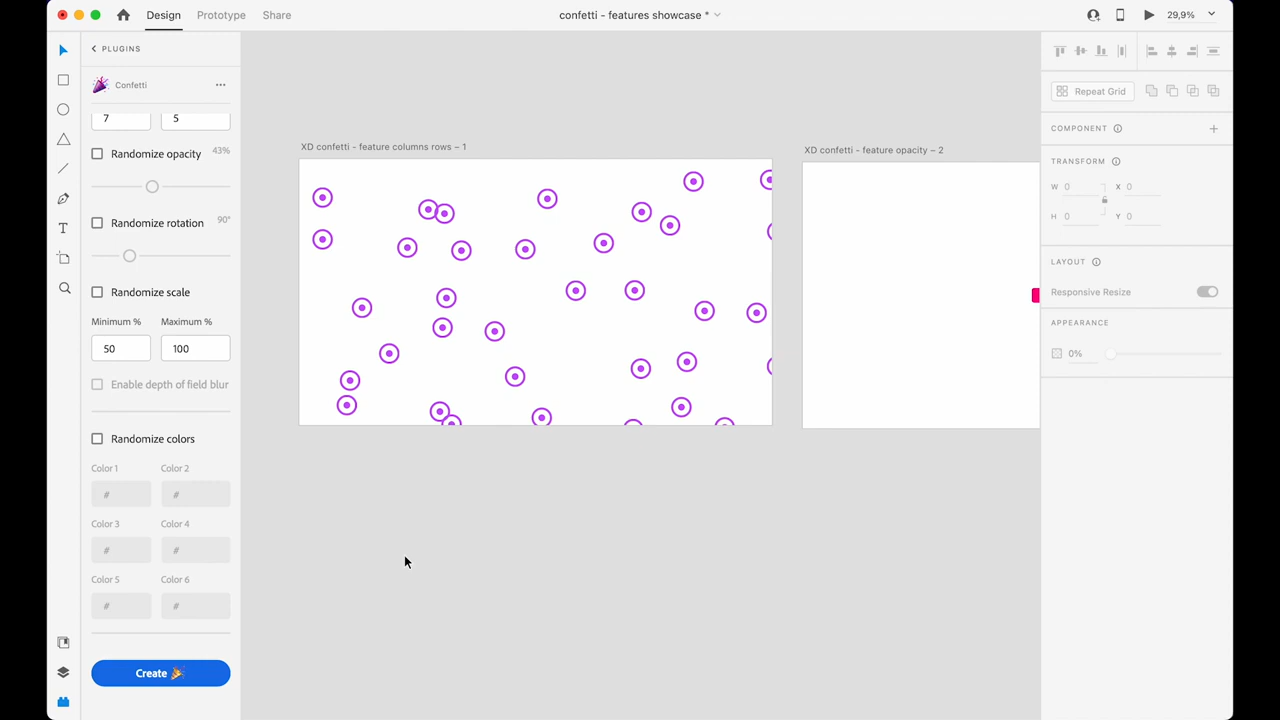 Design Prototype Share
confetti - features showcase *
29,9%
PLUGINS
Confetti
7 5
Randomize opacity 43%
Randomize rotation 90°
Randomize scale
Minimum % Maximum %
50 100
Enable depth of field blur
Randomize colors
Color 1 Color 2
# #
Color 3 Color 4
# #
Color 5 Color 6
# #
Create
XD confetti - feature columns rows – 1
XD confetti - feature opacity – 2
Repeat Grid
COMPONENT
TRANSFORM
W 0 X 0
H 0 Y 0
LAYOUT
Responsive Resize
APPEARANCE
0%